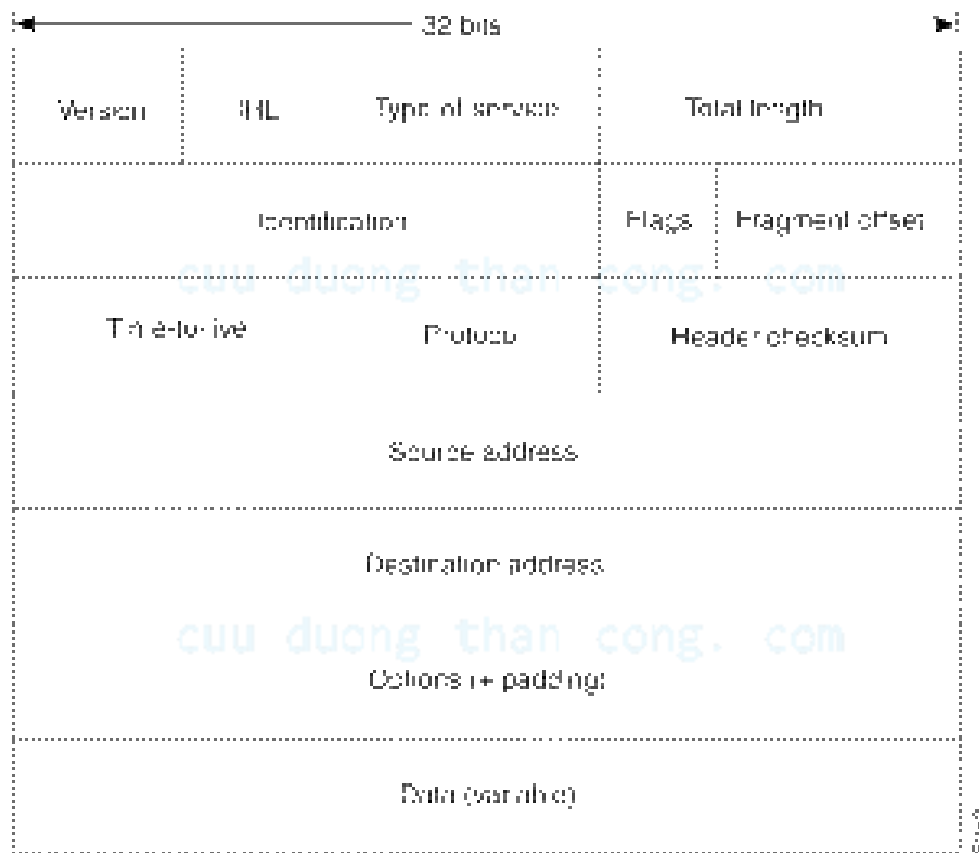 32 bits
Version IHL Type of service Total length
Identification Flags Fragment offset
cuu duong than cong. com
Time-to-live Protocol Header checksum
Source address
Destination address
cuu duong than cong. com
Options (+ padding)
Data (variable)